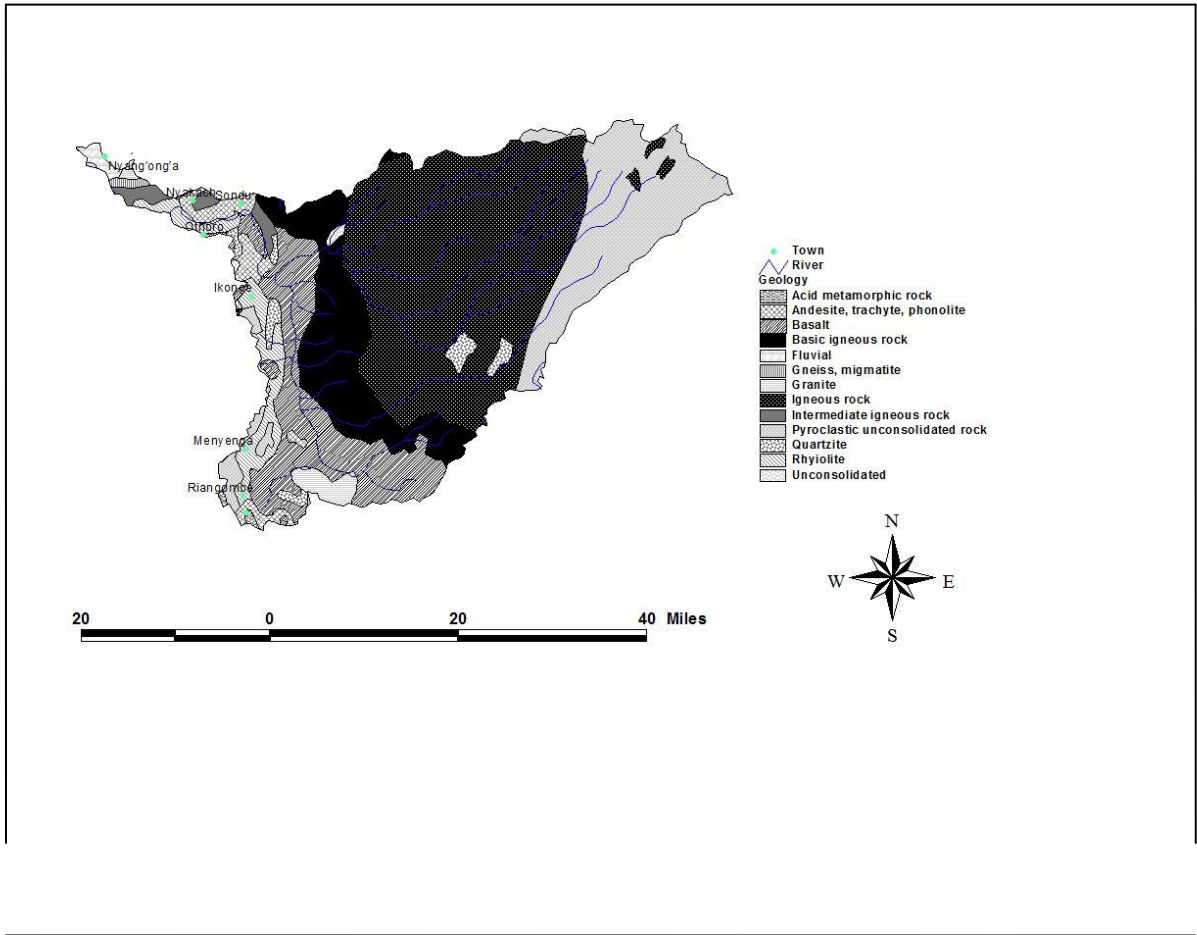 Nyang'ong'a
Nyakach Sondu
Othoro
Ikonge
Menyenga
Riangombe
Town
River
Geology
Acid metamorphic rock
Andesite, trachyte, phonolite
Basalt
Basic igneous rock
Fluvial
Gneiss, migmatite
Granite
Igneous rock
Intermediate igneous rock
Pyroclastic unconsolidated rock
Quartzite
Rhyiolite
Unconsolidated
N
W E
S
20 0 20 40 Miles